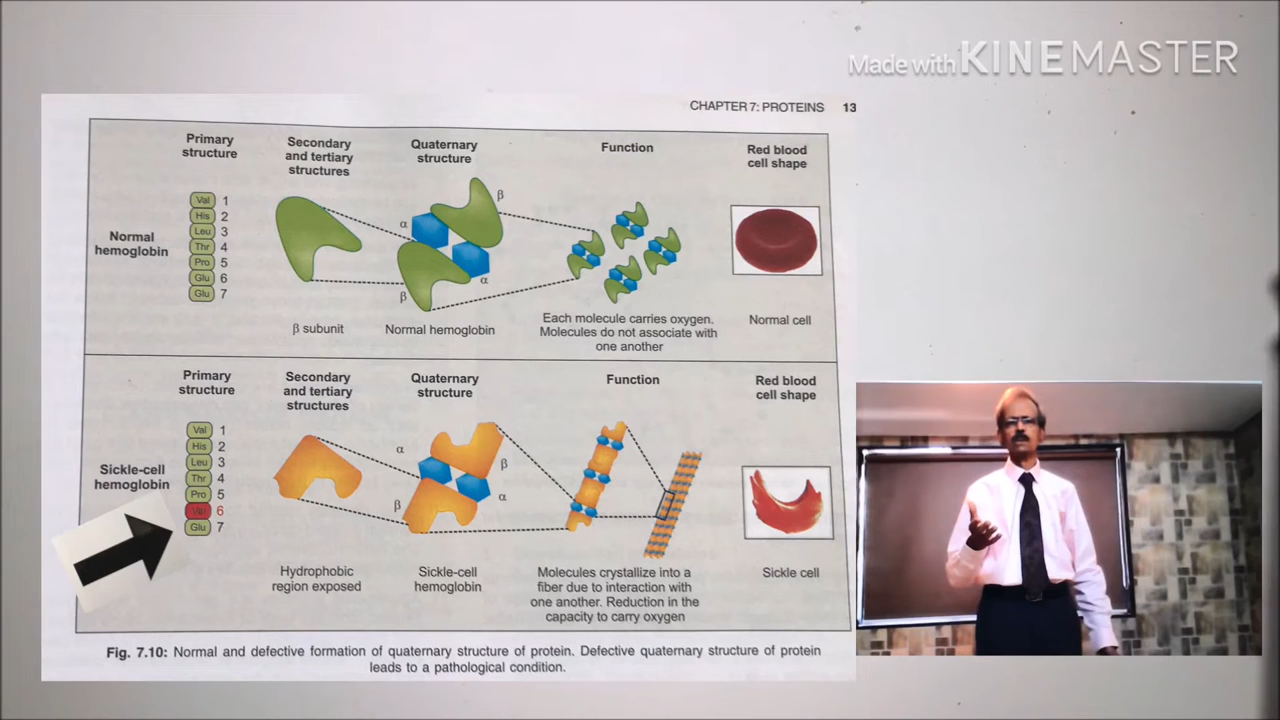 Made with KINEMASTER
CHAPTER 7: PROTEINS 13
Primary
structure
Secondary
and tertiary
structures
Quaternary
structure
Function
Red blood
cell shape
Normal
hemoglobin
Val 1
His 2
Leu 3
Thr 4
Pro 5
Glu 6
Glu 7
α
β
β
α
β subunit
Normal hemoglobin
Each molecule carries oxygen.
Molecules do not associate with
one another
Normal cell
Primary
structure
Secondary
and tertiary
structures
Quaternary
structure
Function
Red blood
cell shape
Sickle-cell
hemoglobin
Val 1
His 2
Leu 3
Thr 4
Pro 5
Val 6
Glu 7
α
β
β
α
Hydrophobic
region exposed
Sickle-cell
hemoglobin
Molecules crystallize into a
fiber due to interaction with
one another. Reduction in the
capacity to carry oxygen
Sickle cell
Fig. 7.10: Normal and defective formation of quaternary structure of protein. Defective quaternary structure of protein
leads to a pathological condition.